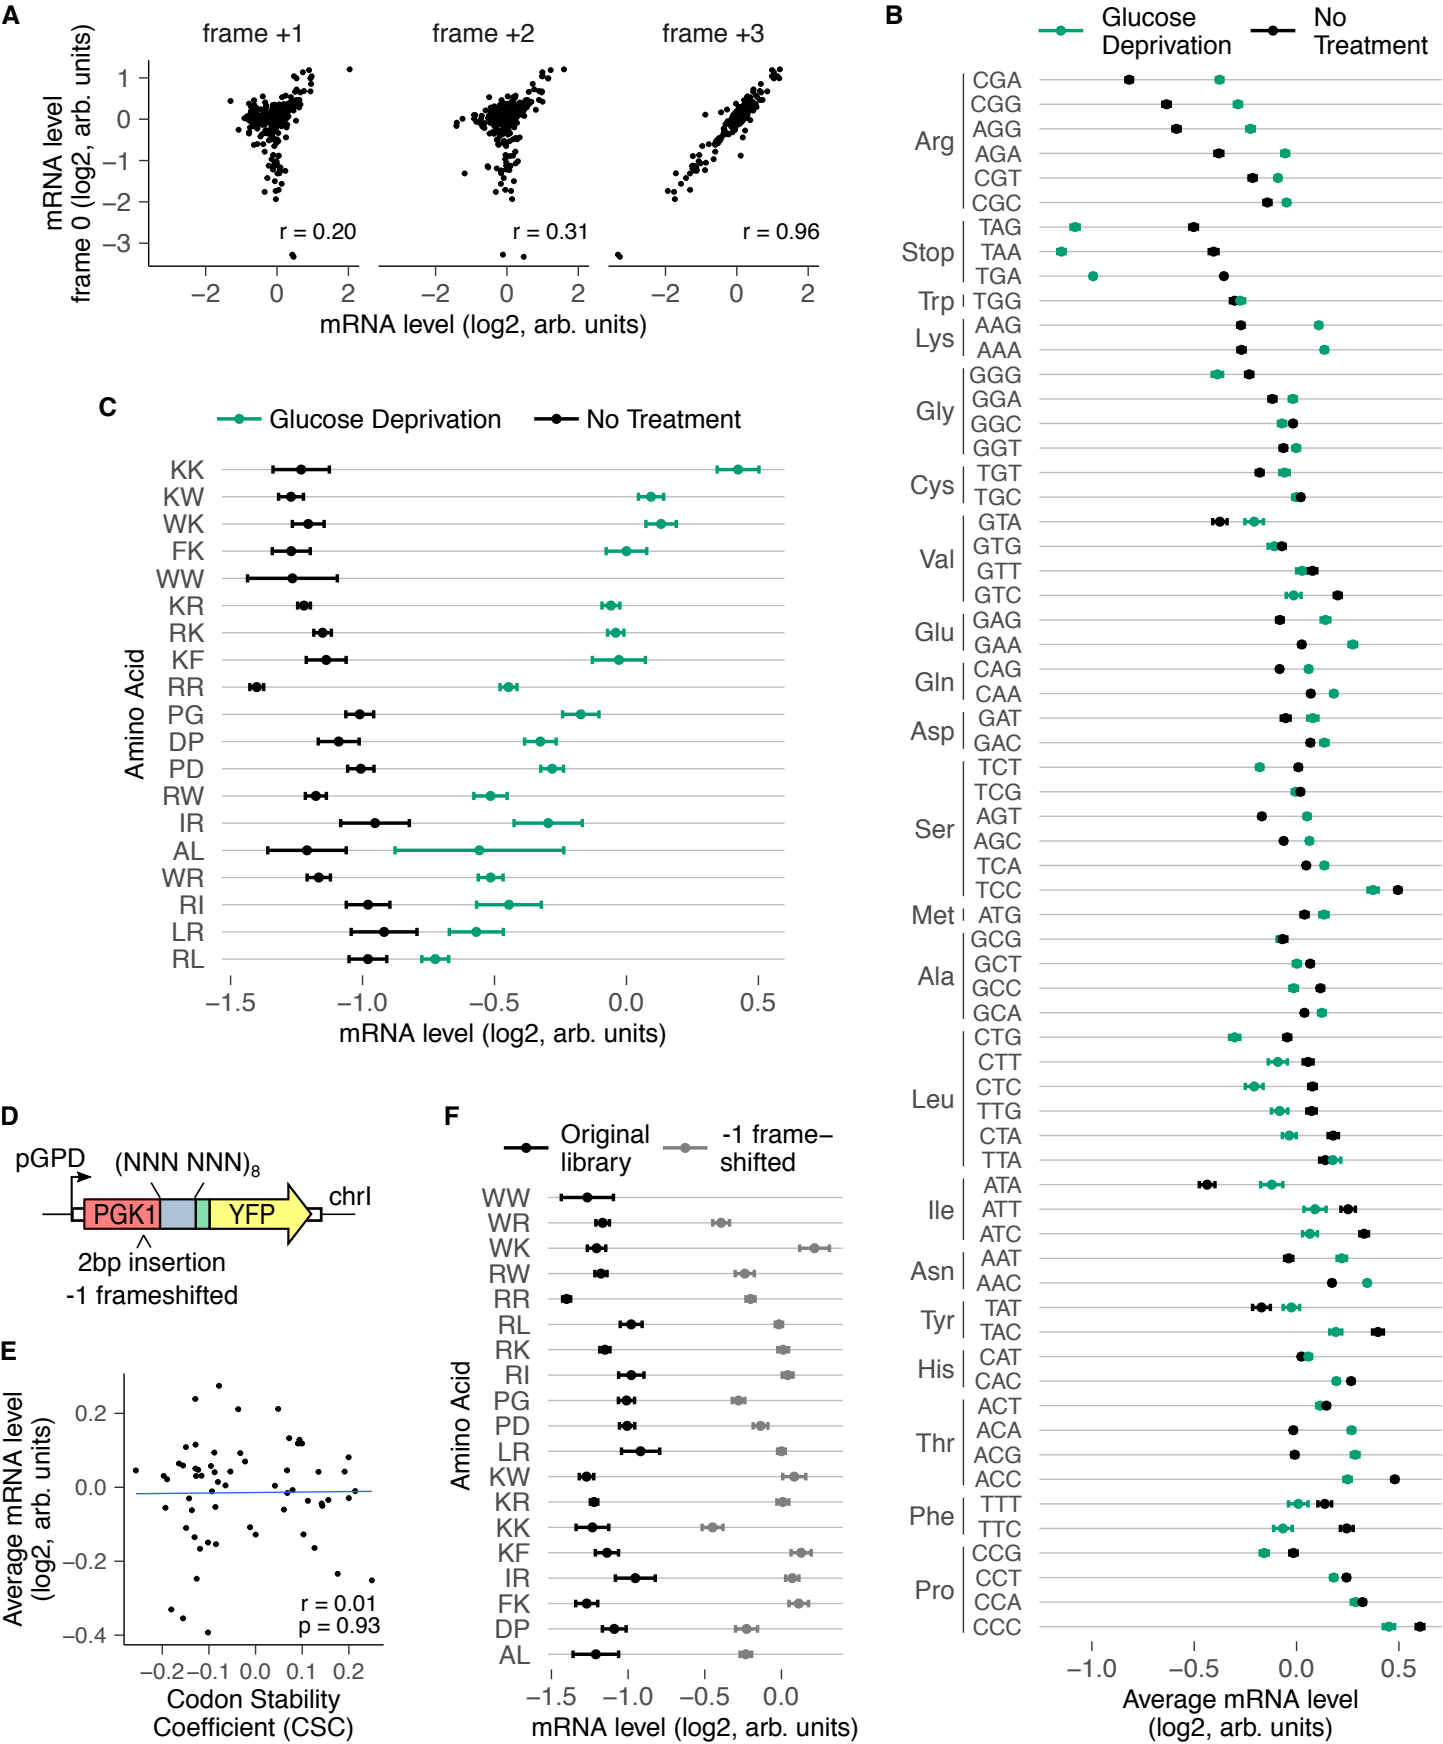 A
frame +1
frame +2
frame +3
mRNA level
frame 0 (log2, arb. units)
1
0
−1
−2
−3
r = 0.20
r = 0.31
r = 0.96
−2 0 2
−2 0 2
−2 0 2
mRNA level (log2, arb. units)
B
Glucose
Deprivation
No
Treatment
Arg
CGA
CGG
AGG
AGA
CGT
CGC
Stop
TAG
TAA
TGA
Trp
TGG
Lys
AAG
AAA
Gly
GGG
GGA
GGC
GGT
Cys
TGT
TGC
Val
GTA
GTG
GTT
GTC
Glu
GAG
GAA
Gln
CAG
CAA
Asp
GAT
GAC
Ser
TCT
TCG
AGT
AGC
TCA
TCC
Met
ATG
Ala
GCG
GCT
GCC
GCA
Leu
CTG
CTT
CTC
TTG
CTA
TTA
Ile
ATA
ATT
ATC
Asn
AAT
AAC
Tyr
TAT
TAC
His
CAT
CAC
Thr
ACT
ACA
ACG
ACC
Phe
TTT
TTC
Pro
CCG
CCT
CCA
CCC
−1.0 −0.5 0.0 0.5
Average mRNA level
(log2, arb. units)
C
Glucose Deprivation
No Treatment
Amino Acid
KK
KW
WK
FK
WW
KR
RK
KF
RR
PG
DP
PD
RW
IR
AL
WR
RI
LR
RL
−1.5 −1.0 −0.5 0.0 0.5
mRNA level (log2, arb. units)
D
pGPD
(NNN NNN)8
PGK1
YFP
chrI
2bp insertion
-1 frameshifted
E
Average mRNA level
(log2, arb. units)
0.2
0.0
−0.2
−0.4
r = 0.01
p = 0.93
−0.2 −0.1 0.0 0.1 0.2
Codon Stability
Coefficient (CSC)
F
Original
library
-1 frame−
shifted
Amino Acid
WW
WR
WK
RW
RR
RL
RK
RI
PG
PD
LR
KW
KR
KK
KF
IR
FK
DP
AL
−1.5 −1.0 −0.5 0.0
mRNA level (log2, arb. units)